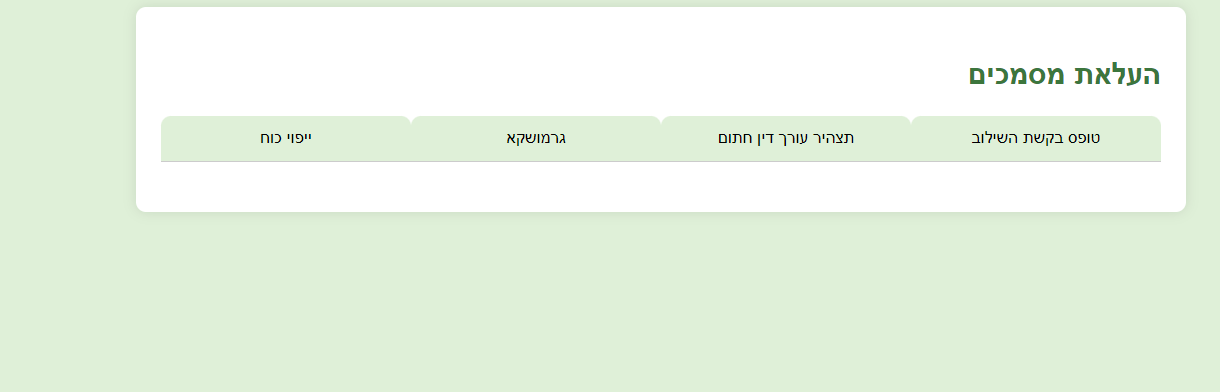 העלאת מסמכים
טופס בקשת השילוב
תצהיר עורך דין חתום
גרמושקא
ייפוי כוח